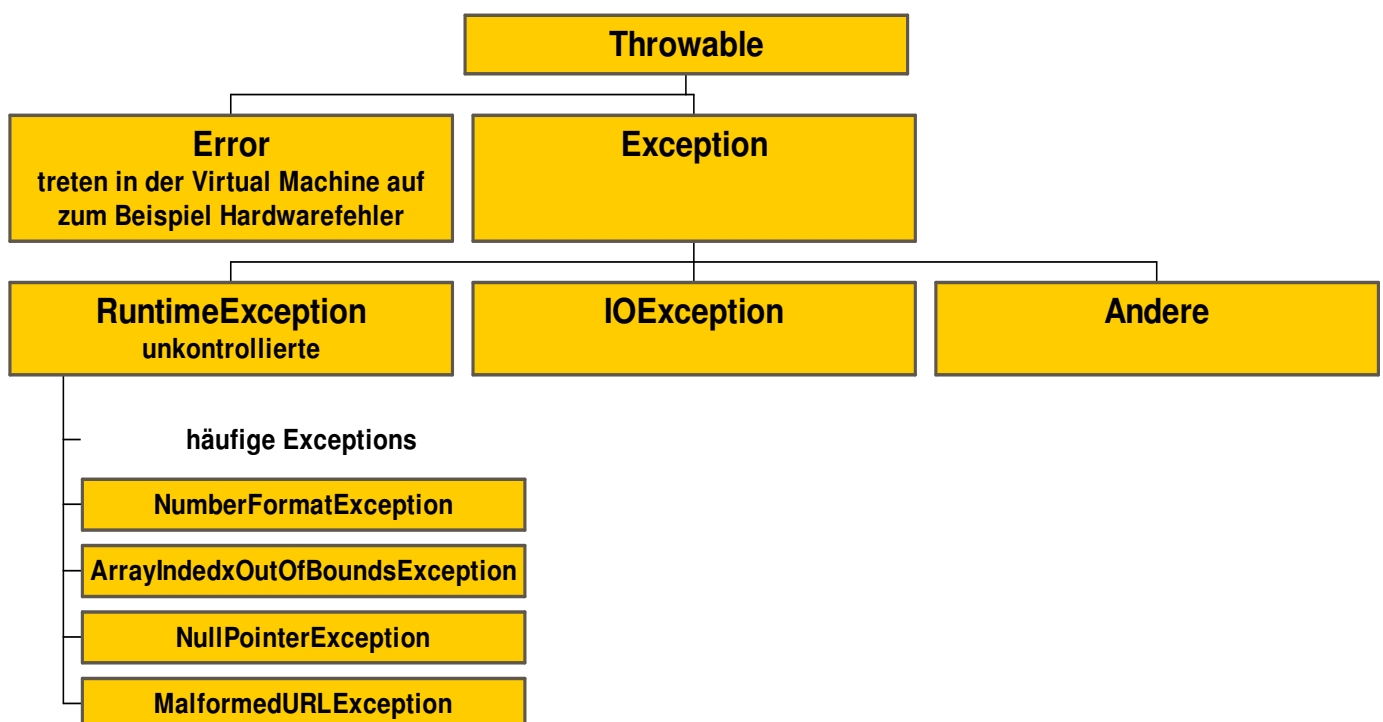 Throwable
Error
treten in der Virtual Machine auf
zum Beispiel Hardwarefehler
Exception
RuntimeException
unkontrollierte
IOException
Andere
häufige Exceptions
NumberFormatException
ArrayIndedxOutOfBoundsException
NullPointerException
MalformedURLException